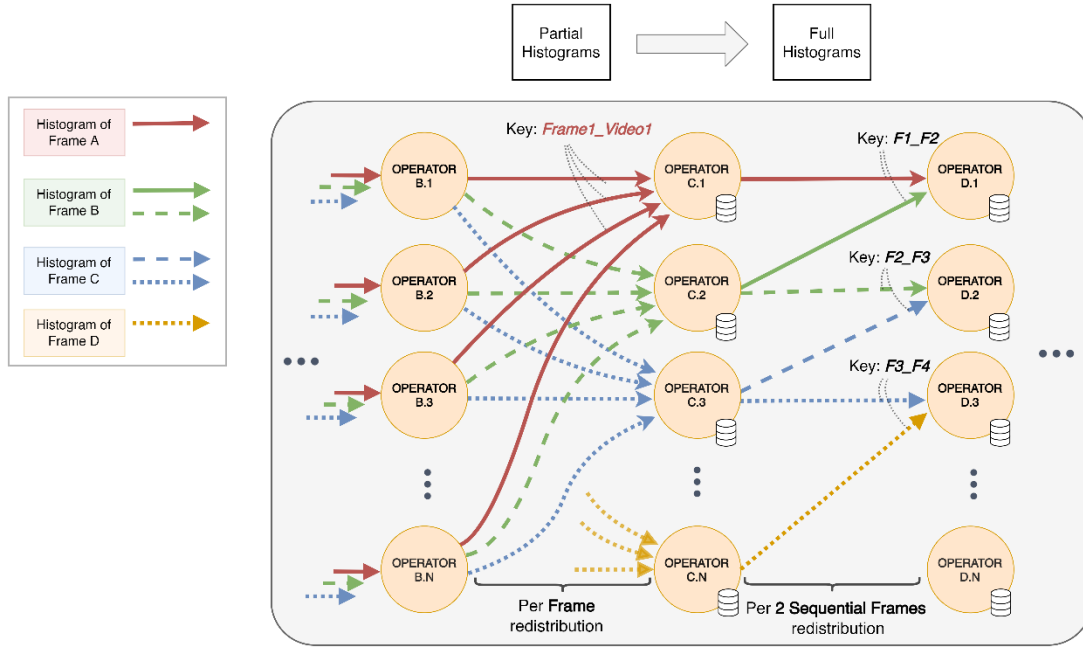 Partial
Histograms
Full
Histograms
Histogram of
Frame A
Histogram of
Frame B
Histogram of
Frame C
Histogram of
Frame D
Key: Frame1_Video1
Key: F1_F2
OPERATOR
B.1
OPERATOR
C.1
OPERATOR
D.1
Key: F2_F3
OPERATOR
B.2
OPERATOR
C.2
OPERATOR
D.2
Key: F3_F4
OPERATOR
B.3
OPERATOR
C.3
OPERATOR
D.3
OPERATOR
B.N
OPERATOR
C.N
OPERATOR
D.N
Per Frame
redistribution
Per 2 Sequential Frames
redistribution